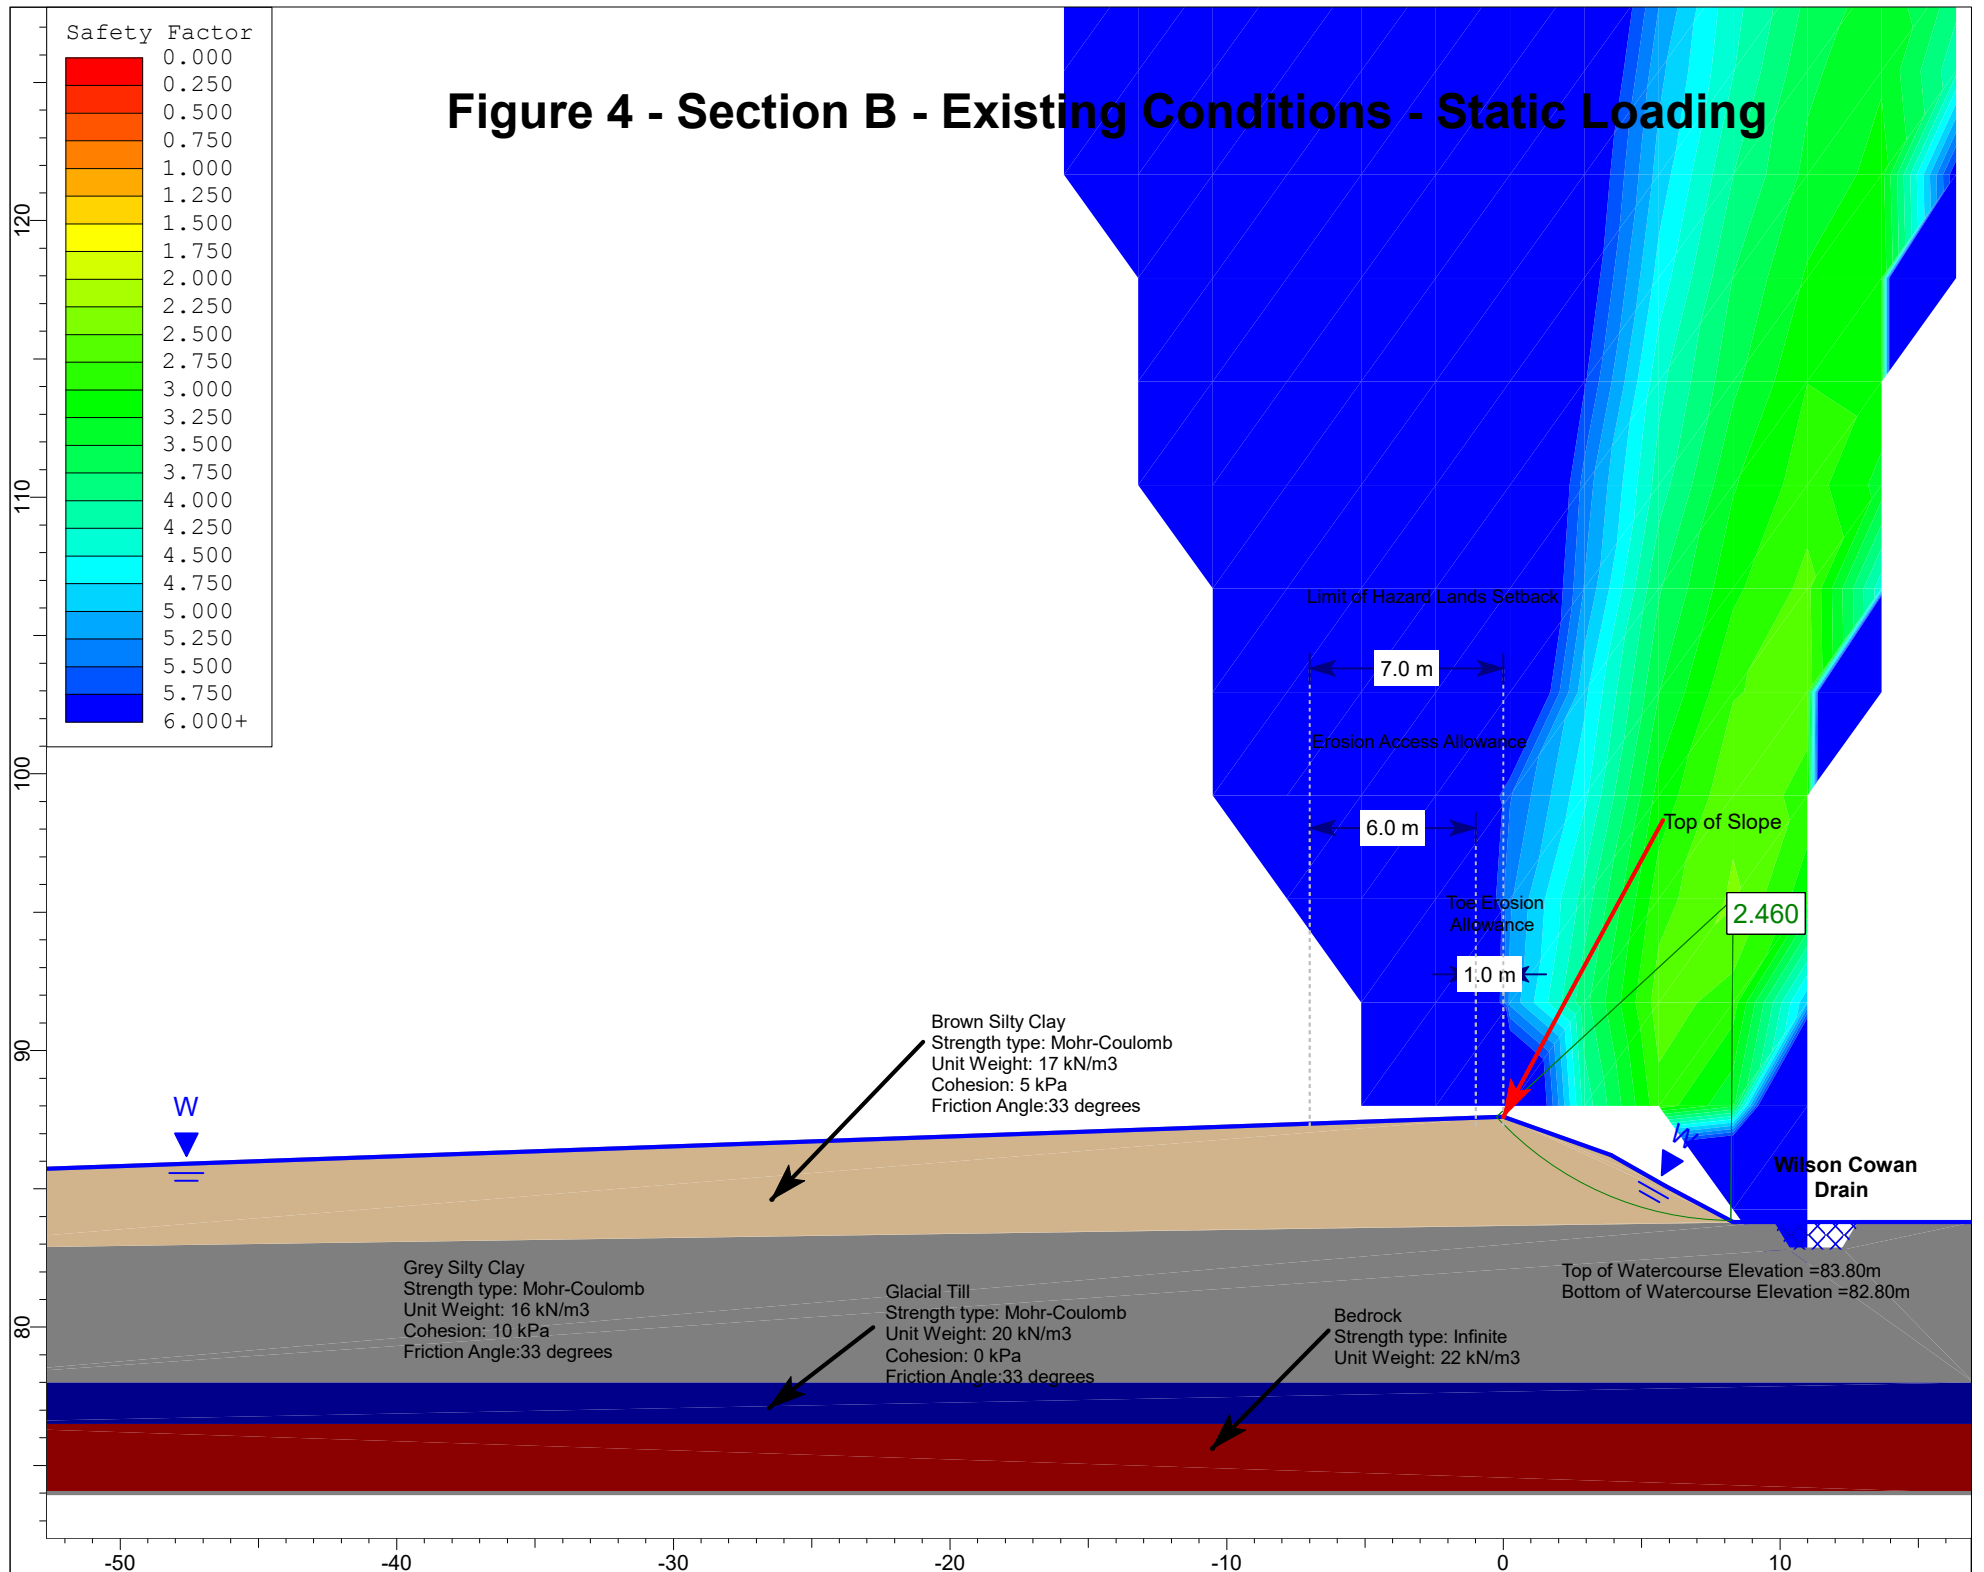 Safety Factor
0.000
0.250
0.500
0.750
1.000
1.250
1.500
1.750
2.000
2.250
2.500
2.750
3.000
3.250
3.500
3.750
4.000
4.250
4.500
4.750
5.000
5.250
5.500
5.750
6.000+
Figure 4 - Section B - Existing Conditions - Static Loading
Limit of Hazard Lands Setback
7.0 m
Erosion Access Allowance
6.0 m
Top of Slope
Toe Erosion
Allowance
2.460
1.0 m
Brown Silty Clay
Strength type: Mohr-Coulomb
Unit Weight: 17 kN/m3
Cohesion: 5 kPa
Friction Angle:33 degrees
W
W
Wilson Cowan
Drain
Grey Silty Clay
Strength type: Mohr-Coulomb
Unit Weight: 16 kN/m3
Cohesion: 10 kPa
Friction Angle:33 degrees
Glacial Till
Strength type: Mohr-Coulomb
Unit Weight: 20 kN/m3
Cohesion: 0 kPa
Friction Angle:33 degrees
Bedrock
Strength type: Infinite
Unit Weight: 22 kN/m3
Top of Watercourse Elevation =83.80m
Bottom of Watercourse Elevation =82.80m
120
110
100
90
80
-50
-40
-30
-20
-10
0
10